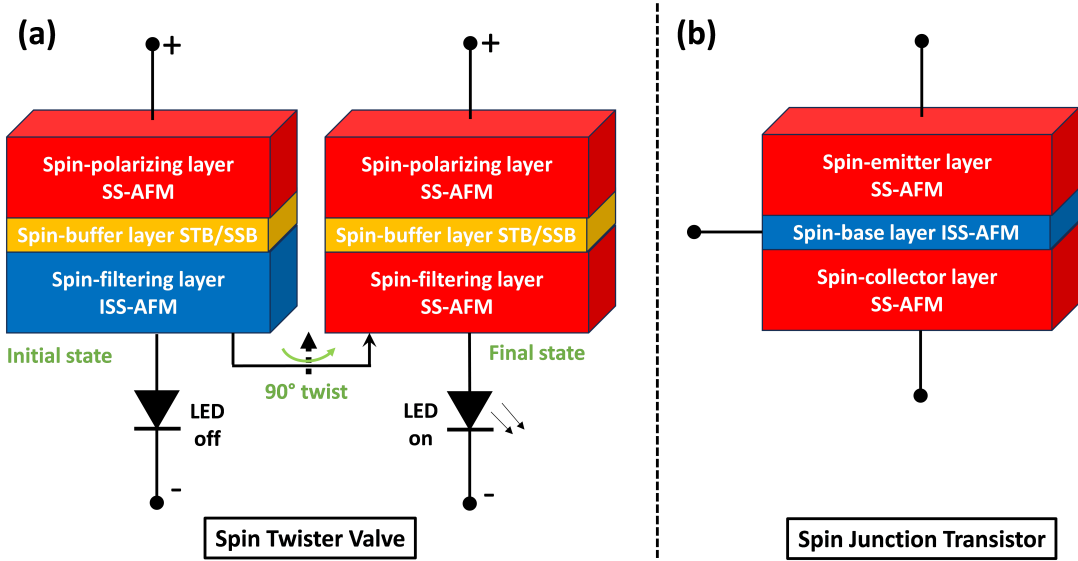 (a)
+
Spin-polarizing layer
SS-AFM
Spin-buffer layer STB/SSB
Spin-filtering layer
ISS-AFM
Initial state
LED
off
-
90° twist
+
Spin-polarizing layer
SS-AFM
Spin-buffer layer STB/SSB
Spin-filtering layer
SS-AFM
Final state
LED
on
-
Spin Twister Valve
(b)
Spin-emitter layer
SS-AFM
Spin-base layer ISS-AFM
Spin-collector layer
SS-AFM
Spin Junction Transistor